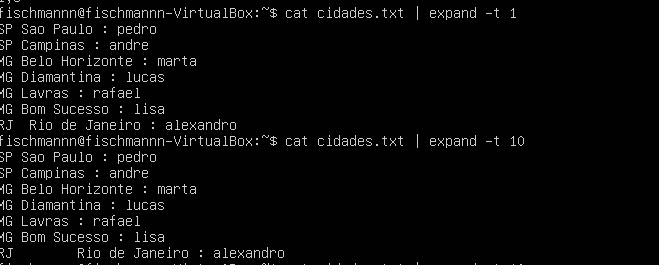 fischmannn@fischmannn-VirtualBox:~$ cat cidades.txt | expand -t 1
SP Sao Paulo : pedro
SP Campinas : andre
MG Belo Horizonte : marta
MG Diamantina : lucas
MG Lavras : rafael
MG Bom Sucesso : lisa
RJ  Rio de Janeiro : alexandro
fischmannn@fischmannn-VirtualBox:~$ cat cidades.txt | expand -t 10
SP Sao Paulo : pedro
SP Campinas : andre
MG Belo Horizonte : marta
MG Diamantina : lucas
MG Lavras : rafael
MG Bom Sucesso : lisa
RJ        Rio de Janeiro : alexandro